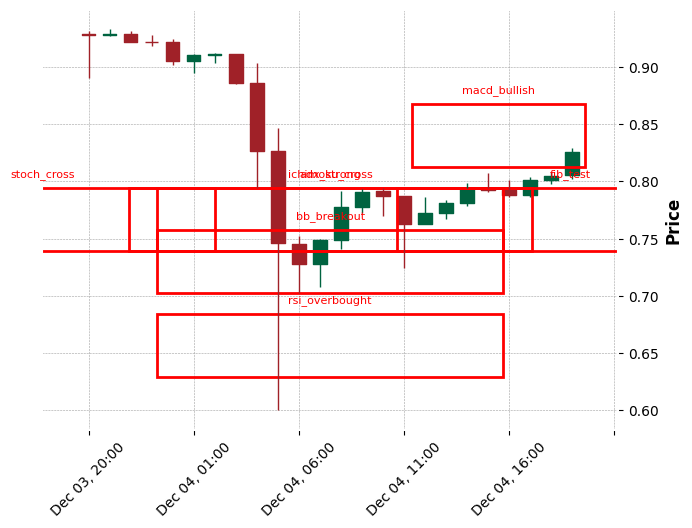 macd_bullish
0.90
0.85
0.80
stoch_cross
fib_test
bb_breakout
0.75
Price
0.70
rsi_overbought
0.65
0.60
Dec 03, 20:00
Dec 04, 01:00
Dec 04, 06:00
Dec 04, 11:00
Dec 04, 16:00